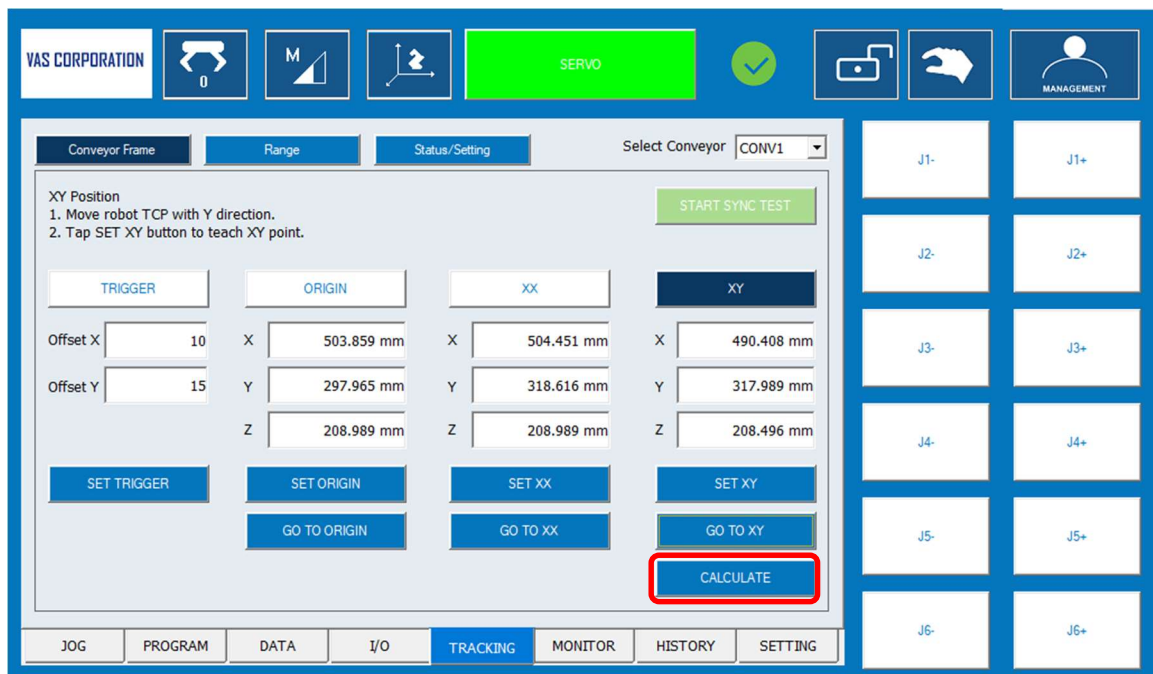 VAS CORPORATION
0
M
SERVO
MANAGEMENT
Conveyor Frame
Range
Status/Setting
Select Conveyor CONV1
XY Position
1. Move robot TCP with Y direction.
2. Tap SET XY button to teach XY point.
START SYNC TEST
TRIGGER ORIGIN XX XY
Offset X 10 X 503.859 mm X 504.451 mm X 490.408 mm
Offset Y 15 Y 297.965 mm Y 318.616 mm Y 317.989 mm
Z 208.989 mm Z 208.989 mm Z 208.496 mm
SET TRIGGER SET ORIGIN SET XX SET XY
GO TO ORIGIN GO TO XX GO TO XY
CALCULATE
JOG PROGRAM DATA I/O TRACKING MONITOR HISTORY SETTING
J1- J1+
J2- J2+
J3- J3+
J4- J4+
J5- J5+
J6- J6+